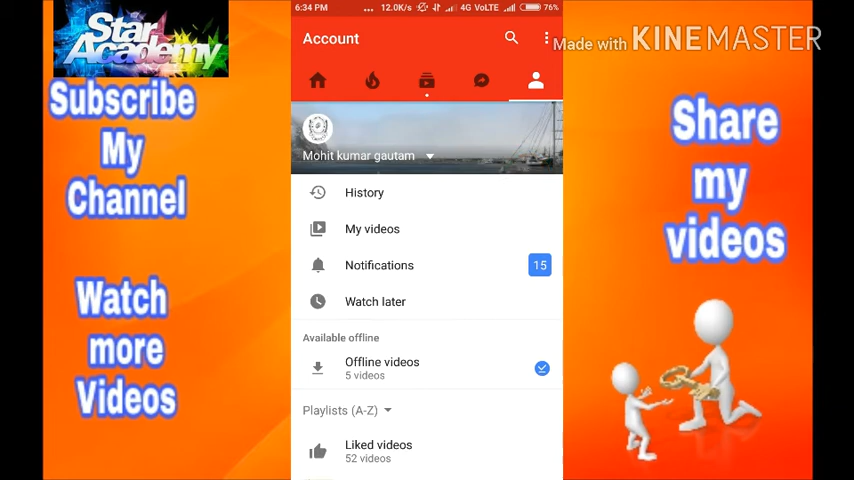 Star
Academy
Subscribe
My
Channel
Watch
more
Videos
6:34 PM ... 12.0K/s 4G VoLTE 76%
Account
Mohit kumar gautam
History
My videos
Notifications 15
Watch later
Available offline
Offline videos
5 videos
Playlists (A-Z)
Liked videos
52 videos
Made with KINEMASTER
Share
my
videos